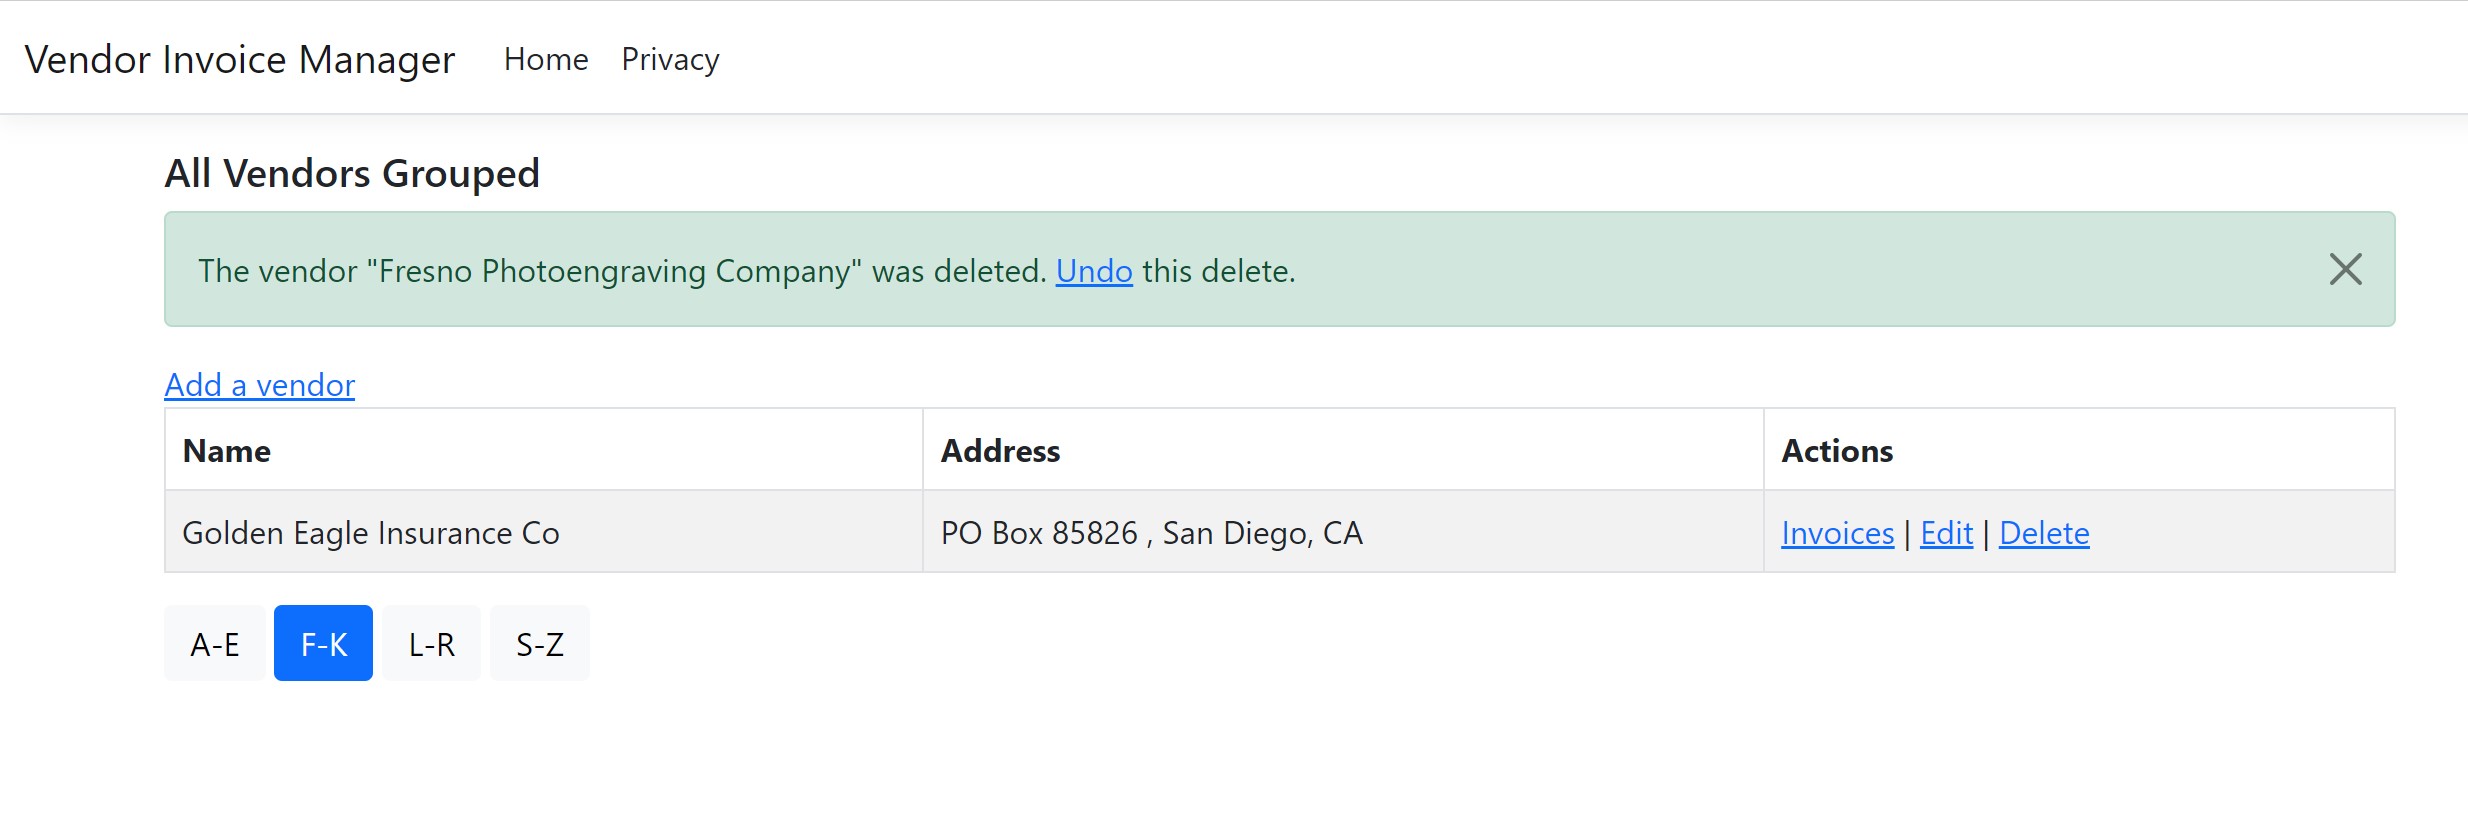 Vendor Invoice Manager Home Privacy
All Vendors Grouped
The vendor "Fresno Photoengraving Company" was deleted. Undo this delete.
Add a vendor
Name Address Actions
Golden Eagle Insurance Co PO Box 85826 , San Diego, CA Invoices | Edit | Delete
A-E F-K L-R S-Z